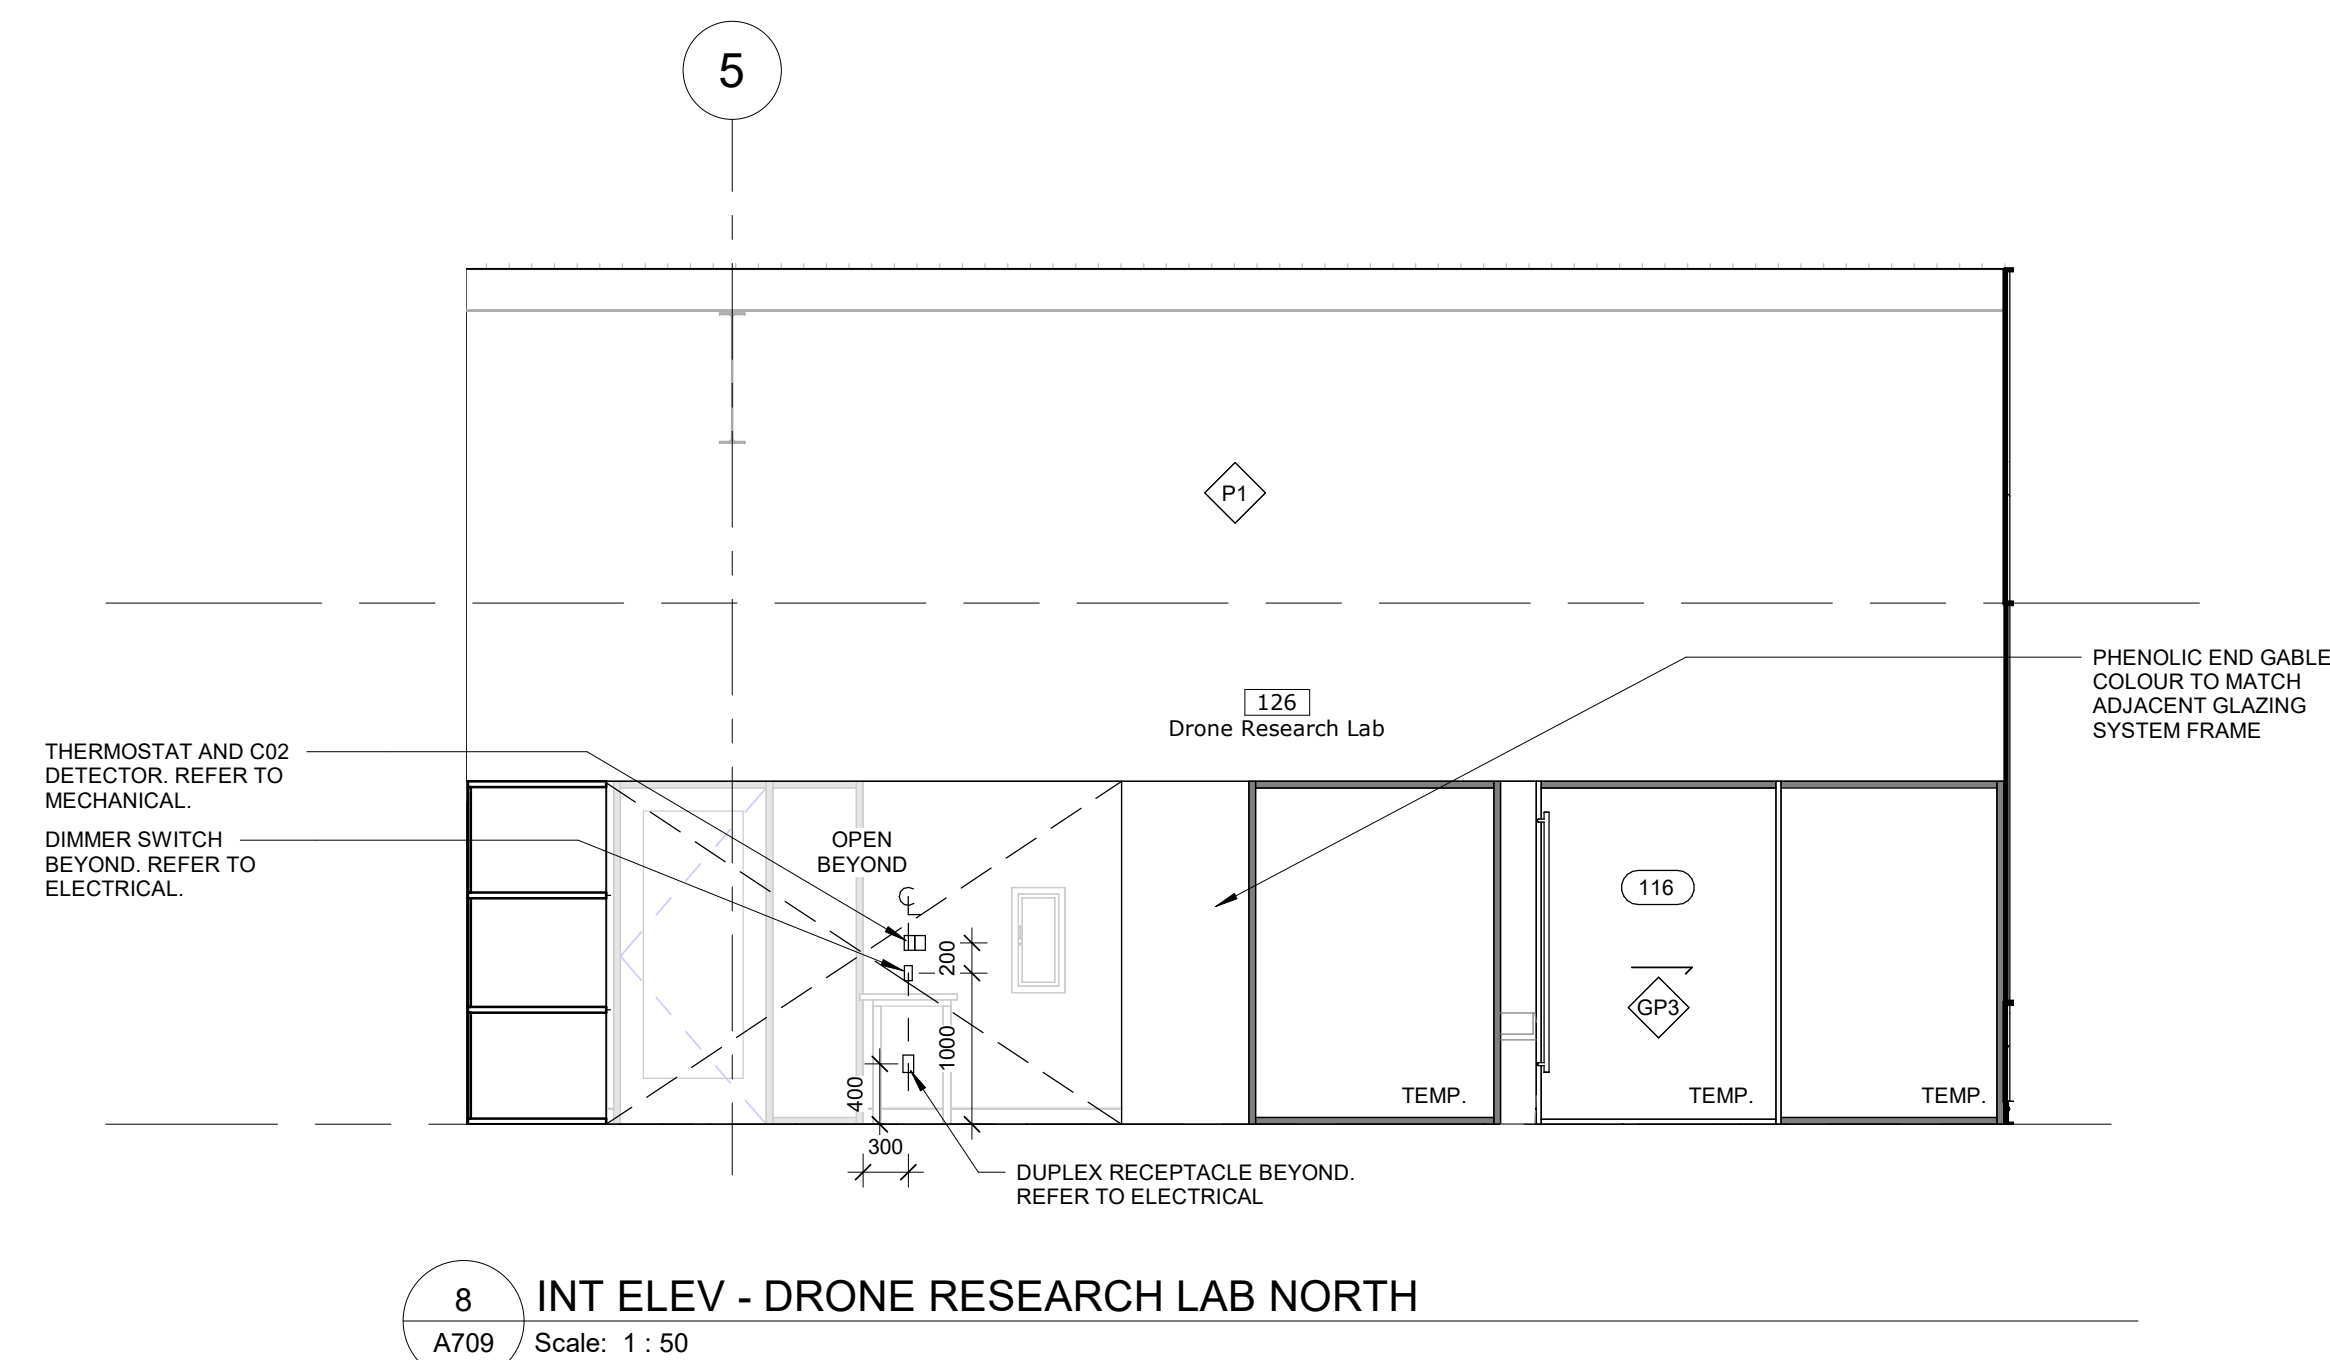 5
P1
PHENOLIC END GABLE
COLOUR TO MATCH
ADJACENT GLAZING
SYSTEM FRAME
126
Drone Research Lab
THERMOSTAT AND C02
DETECTOR. REFER TO
MECHANICAL.
DIMMER SWITCH
BEYOND. REFER TO
ELECTRICAL.
OPEN
BEYOND
CL
116
200
GP3
1000
400
TEMP.
TEMP.
TEMP.
300
DUPLEX RECEPTACLE BEYOND.
REFER TO ELECTRICAL
8
INT ELEV - DRONE RESEARCH LAB NORTH
A709
Scale: 1 : 50